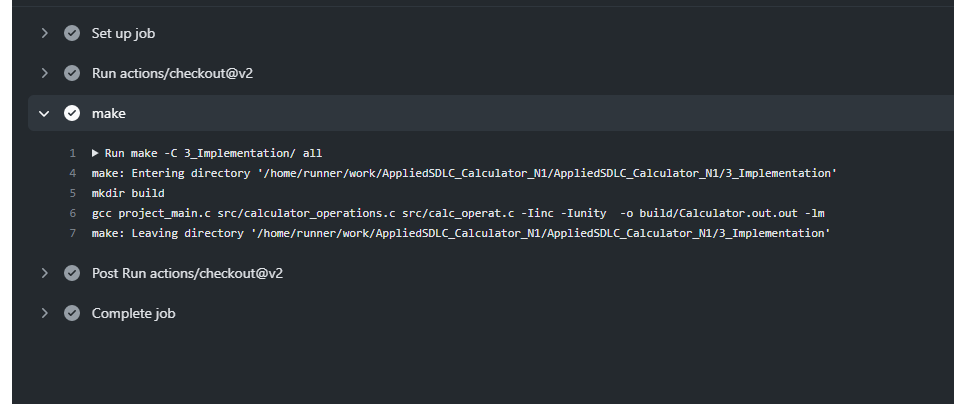 Set up job
Run actions/checkout@v2
make
1 Run make -C 3_Implementation/ all
4 make: Entering directory '/home/runner/work/AppliedSDLC_Calculator_N1/AppliedSDLC_Calculator_N1/3_Implementation'
5 mkdir build
6 gcc project_main.c src/calculator_operations.c src/calc_operat.c -Iinc -Iunity  -o build/Calculator.out.out -lm
7 make: Leaving directory '/home/runner/work/AppliedSDLC_Calculator_N1/AppliedSDLC_Calculator_N1/3_Implementation'
Post Run actions/checkout@v2
Complete job